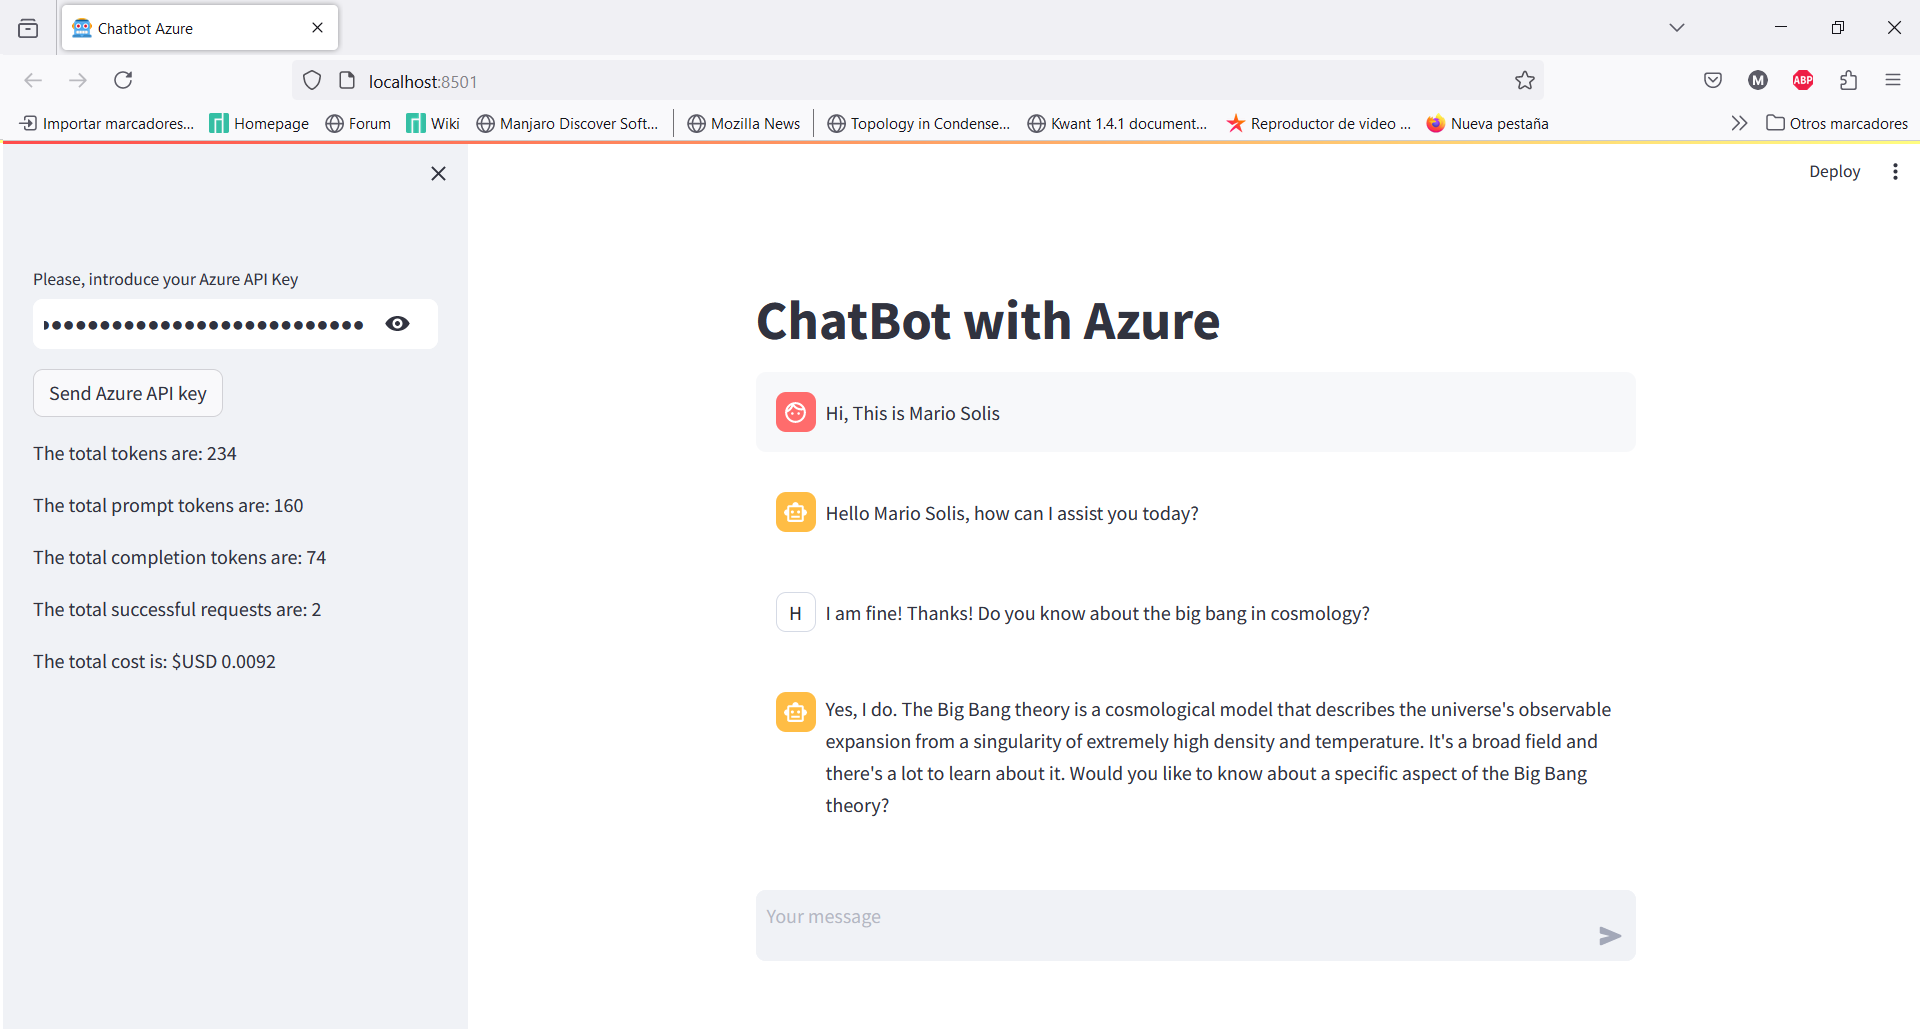 Chatbot Azure
localhost:8501
Importar marcadores...
Homepage
Forum
Wiki
Manjaro Discover Soft...
Mozilla News
Topology in Condense...
Kwant 1.4.1 document...
Reproductor de video ...
Nueva pestaña
Otros marcadores
M
ABP
Deploy
Please, introduce your Azure API Key
Send Azure API key
The total tokens are: 234
The total prompt tokens are: 160
The total completion tokens are: 74
The total successful requests are: 2
The total cost is: $USD 0.0092
ChatBot with Azure
Hi, This is Mario Solis
Hello Mario Solis, how can I assist you today?
H
I am fine! Thanks! Do you know about the big bang in cosmology?
Yes, I do. The Big Bang theory is a cosmological model that describes the universe's observable
expansion from a singularity of extremely high density and temperature. It's a broad field and
there's a lot to learn about it. Would you like to know about a specific aspect of the Big Bang
theory?
Your message